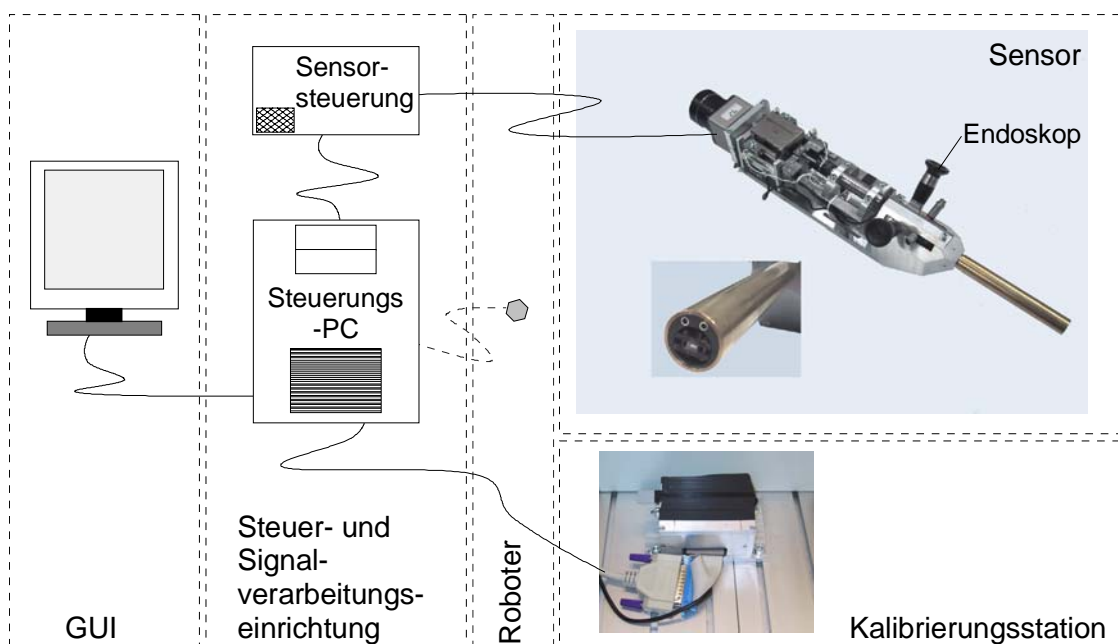 Sensor-
steuerung
Sensor
Endoskop
Steuerungs
-PC
GUI
Steuer- und
Signal-
verarbeitungs-
einrichtung
Roboter
Kalibrierungsstation